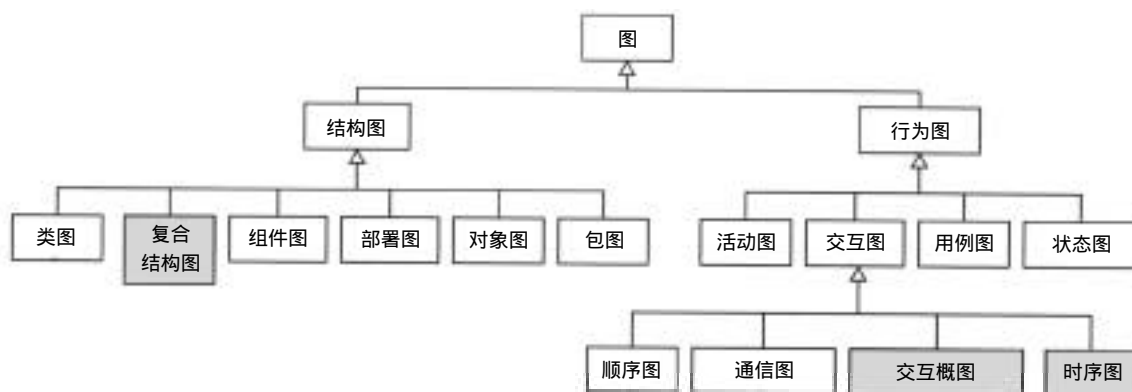 图
结构图
行为图
类图
复合
结构图
组件图
部署图
对象图
包图
活动图
交互图
用例图
状态图
顺序图
通信图
交互概图
时序图